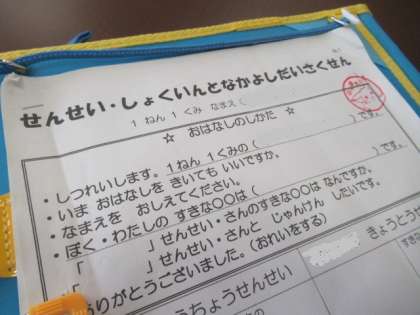 せんせい・しょくいんとなかよしだいさくせん
1 ねん 1 くみ なまえ（
☆ おはなしのしかた ☆
・しつれいします。1ねん 1くみの（ ）です。
・いま おはなしを きいても いいですか。
・なまえを おしえてください。
・ぼく・わたしの すきな〇〇は（ ）です。
「 」せんせい・さんのすきな〇〇は なんですか。
「 」せんせい・さんと じゃんけん したいです。
ありがとうございました。（おれいをする）
うちょうせんせい
きょうとう